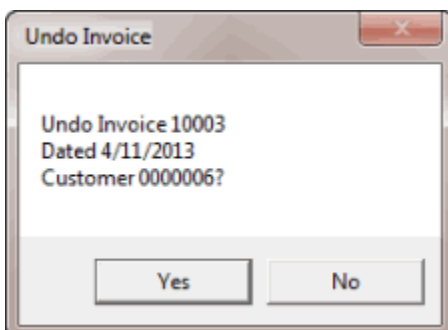 Undo Invoice
Undo Invoice 10003
Dated 4/11/2013
Customer 0000006?
Yes No